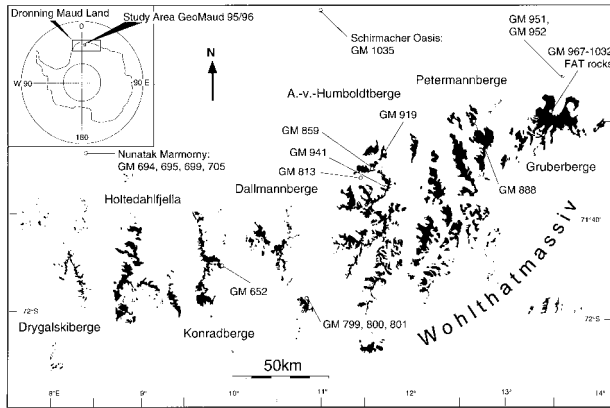 Dronning Maud Land
Study Area GeoMaud 95/96
0
W 90
90 E
180
N
Schirmacher Oasis:
GM 1035
GM 951,
GM 952
GM 967-1032
FAT rocks
Petermannberge
A.-v.-Humboldtberge
GM 919
GM 859
GM 941
GM 813
Nunatak Marmomy:
GM 694, 695, 699, 705
Gruberberge
GM 888
Dallmannberge
Holtedahlfjella
71°40'
GM 652
GM 799, 800, 801
Wohlthatmassiv
72°S
72°S
Drygalskiberge
Konradberge
50km
8°E
9°
10°
11°
12°
13°
14°